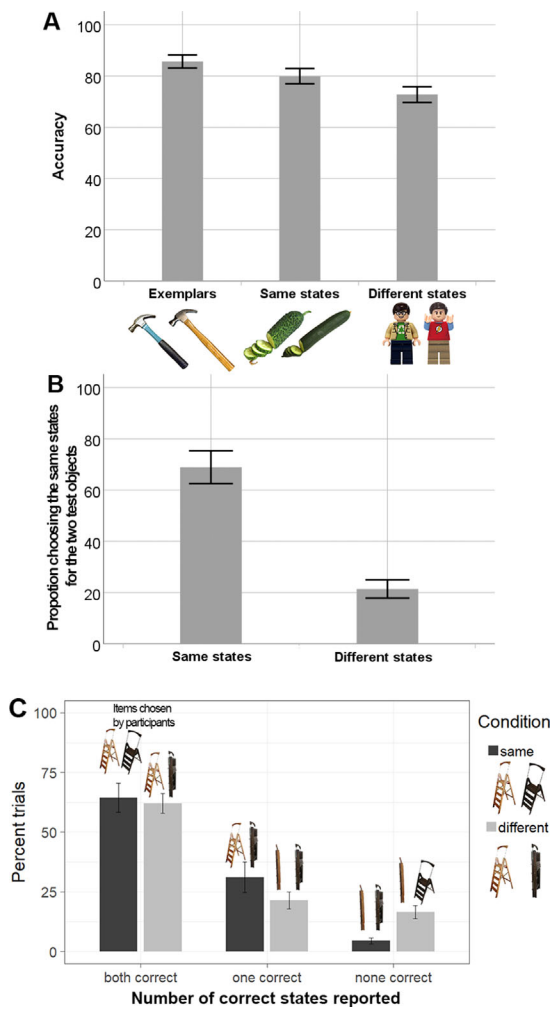 A
100
80
60
40
20
0
Accuracy
Exemplars Same states Different states
B
100
80
60
40
20
0
Propotion choosing the same states
for the two test objects
Same states Different states
C
100
75
50
25
0
Percent trials
Items chosen
by participants
Condition
same
different
both correct one correct none correct
Number of correct states reported